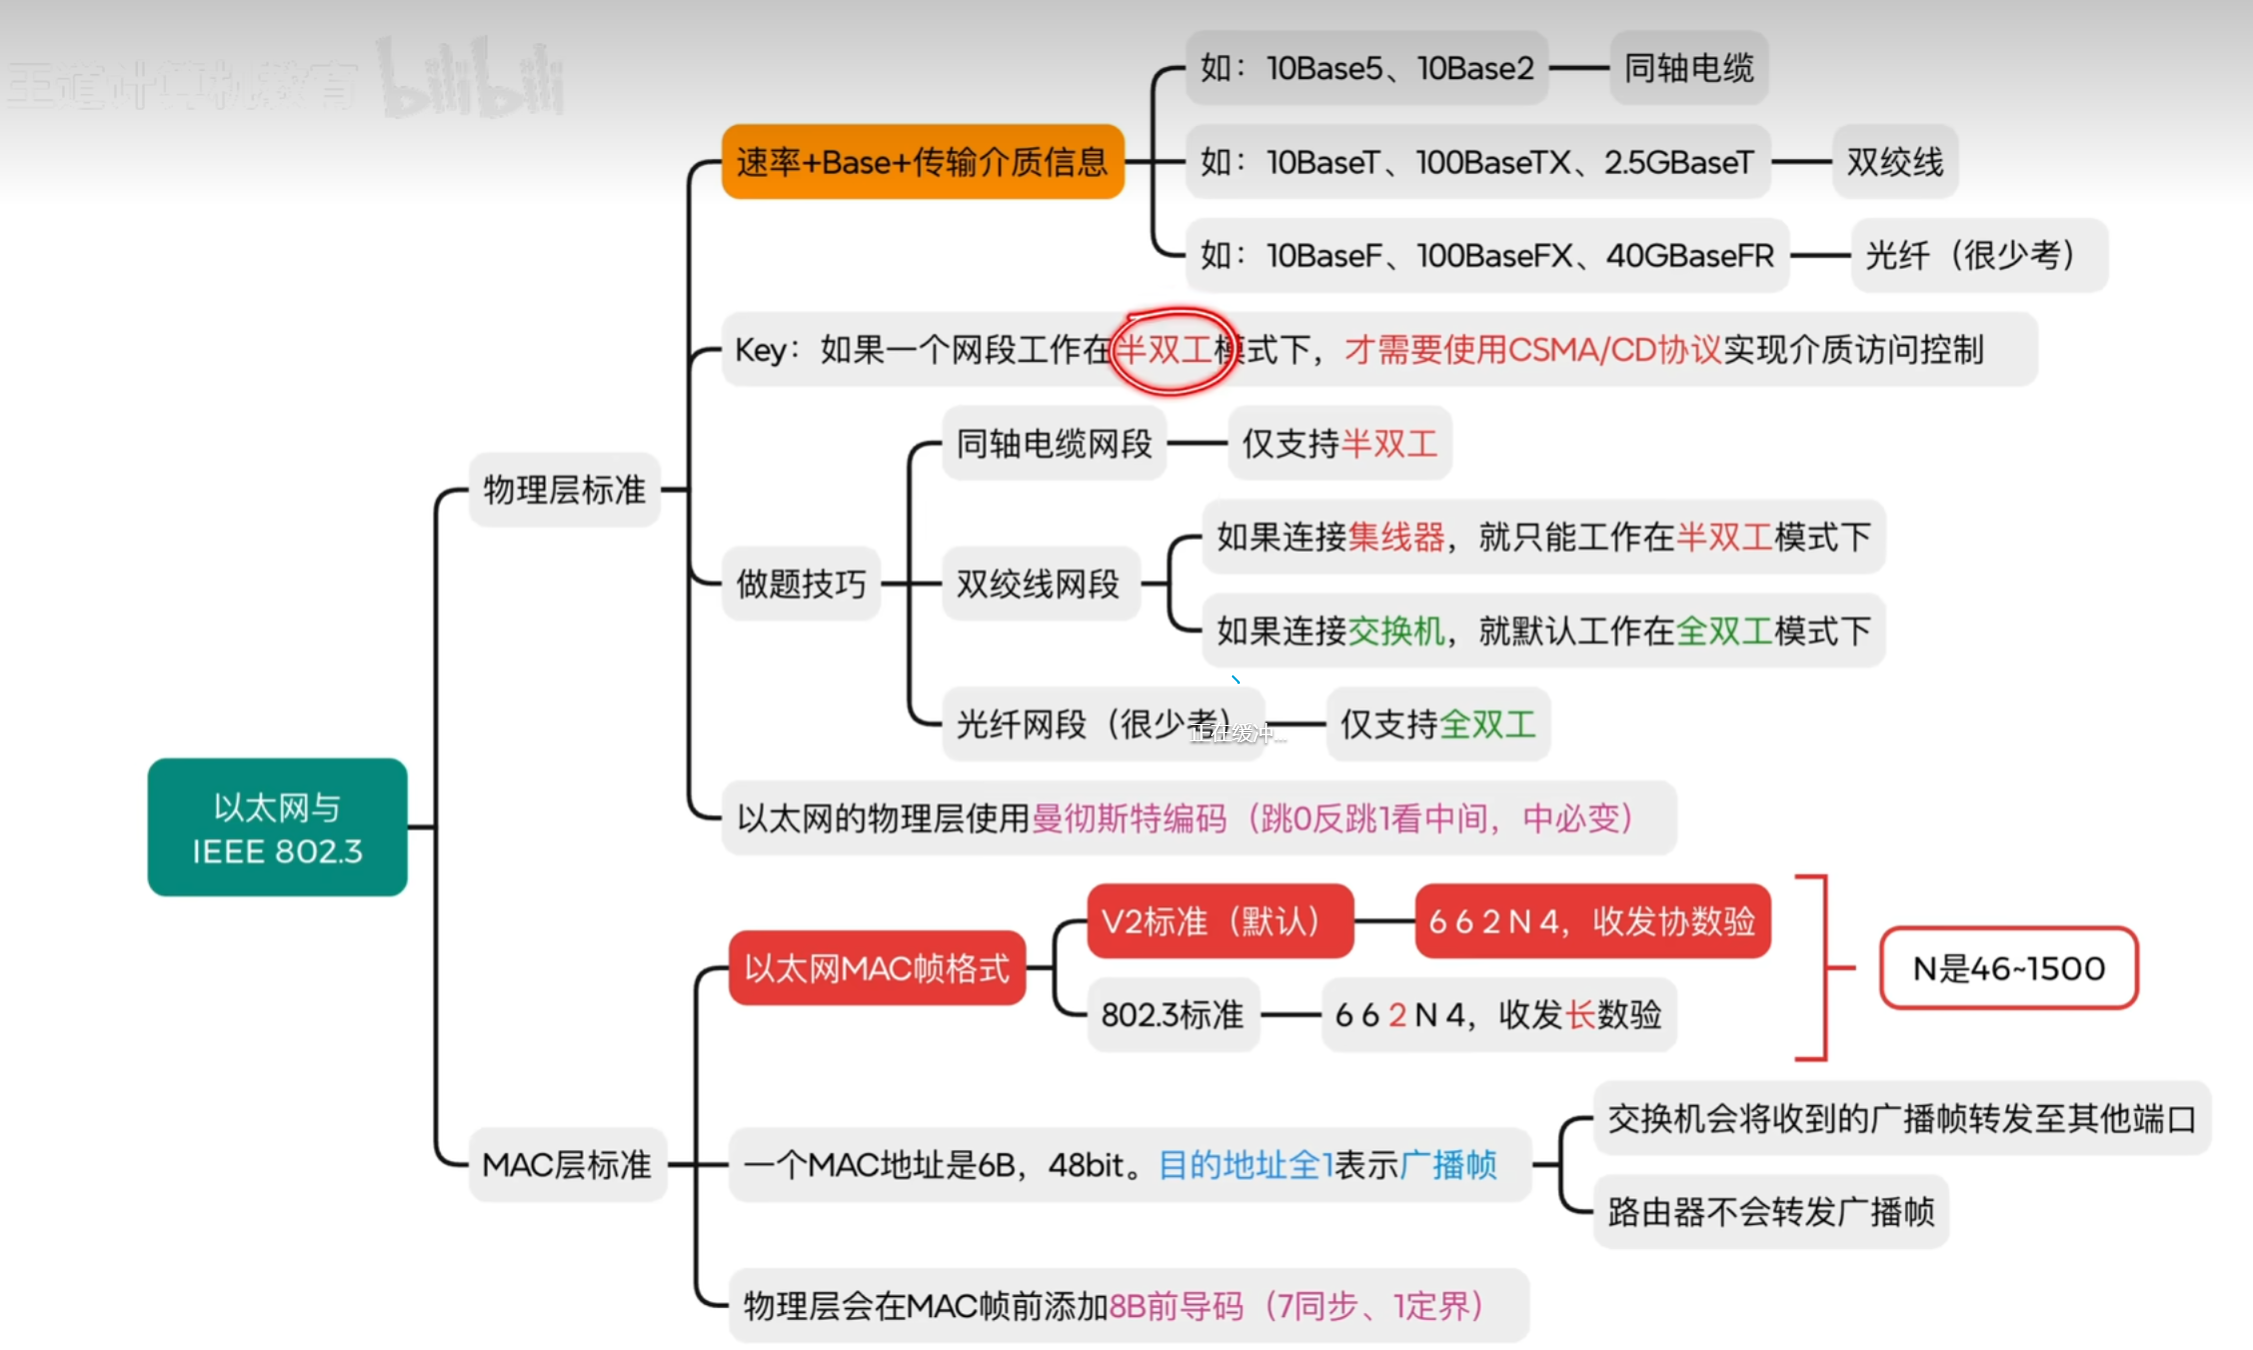 王道计算机教育 bilibili
如：10Base5、10Base2
同轴电缆
速率+Base+传输介质信息
如：10BaseT、100BaseTX、2.5GBaseT
双绞线
如：10BaseF、100BaseFX、40GBaseFR
光纤（很少考）
Key：如果一个网段工作在半双工模式下，才需要使用CSMA/CD协议实现介质访问控制
物理层标准
做题技巧
同轴电缆网段
仅支持半双工
双绞线网段
如果连接集线器，就只能工作在半双工模式下
如果连接交换机，就默认工作在全双工模式下
光纤网段（很少考）
仅支持全双工
正在缓冲...
以太网的物理层使用曼彻斯特编码（跳0反跳1看中间，中必变）
以太网与
IEEE 802.3
MAC层标准
以太网MAC帧格式
V2标准（默认）
6 6 2 N 4，收发协数验
802.3标准
6 6 2 N 4，收发长数验
N是46~1500
一个MAC地址是6B，48bit。目的地址全1表示广播帧
交换机会将收到的广播帧转发至其他端口
路由器不会转发广播帧
物理层会在MAC帧前添加8B前导码（7同步、1定界）